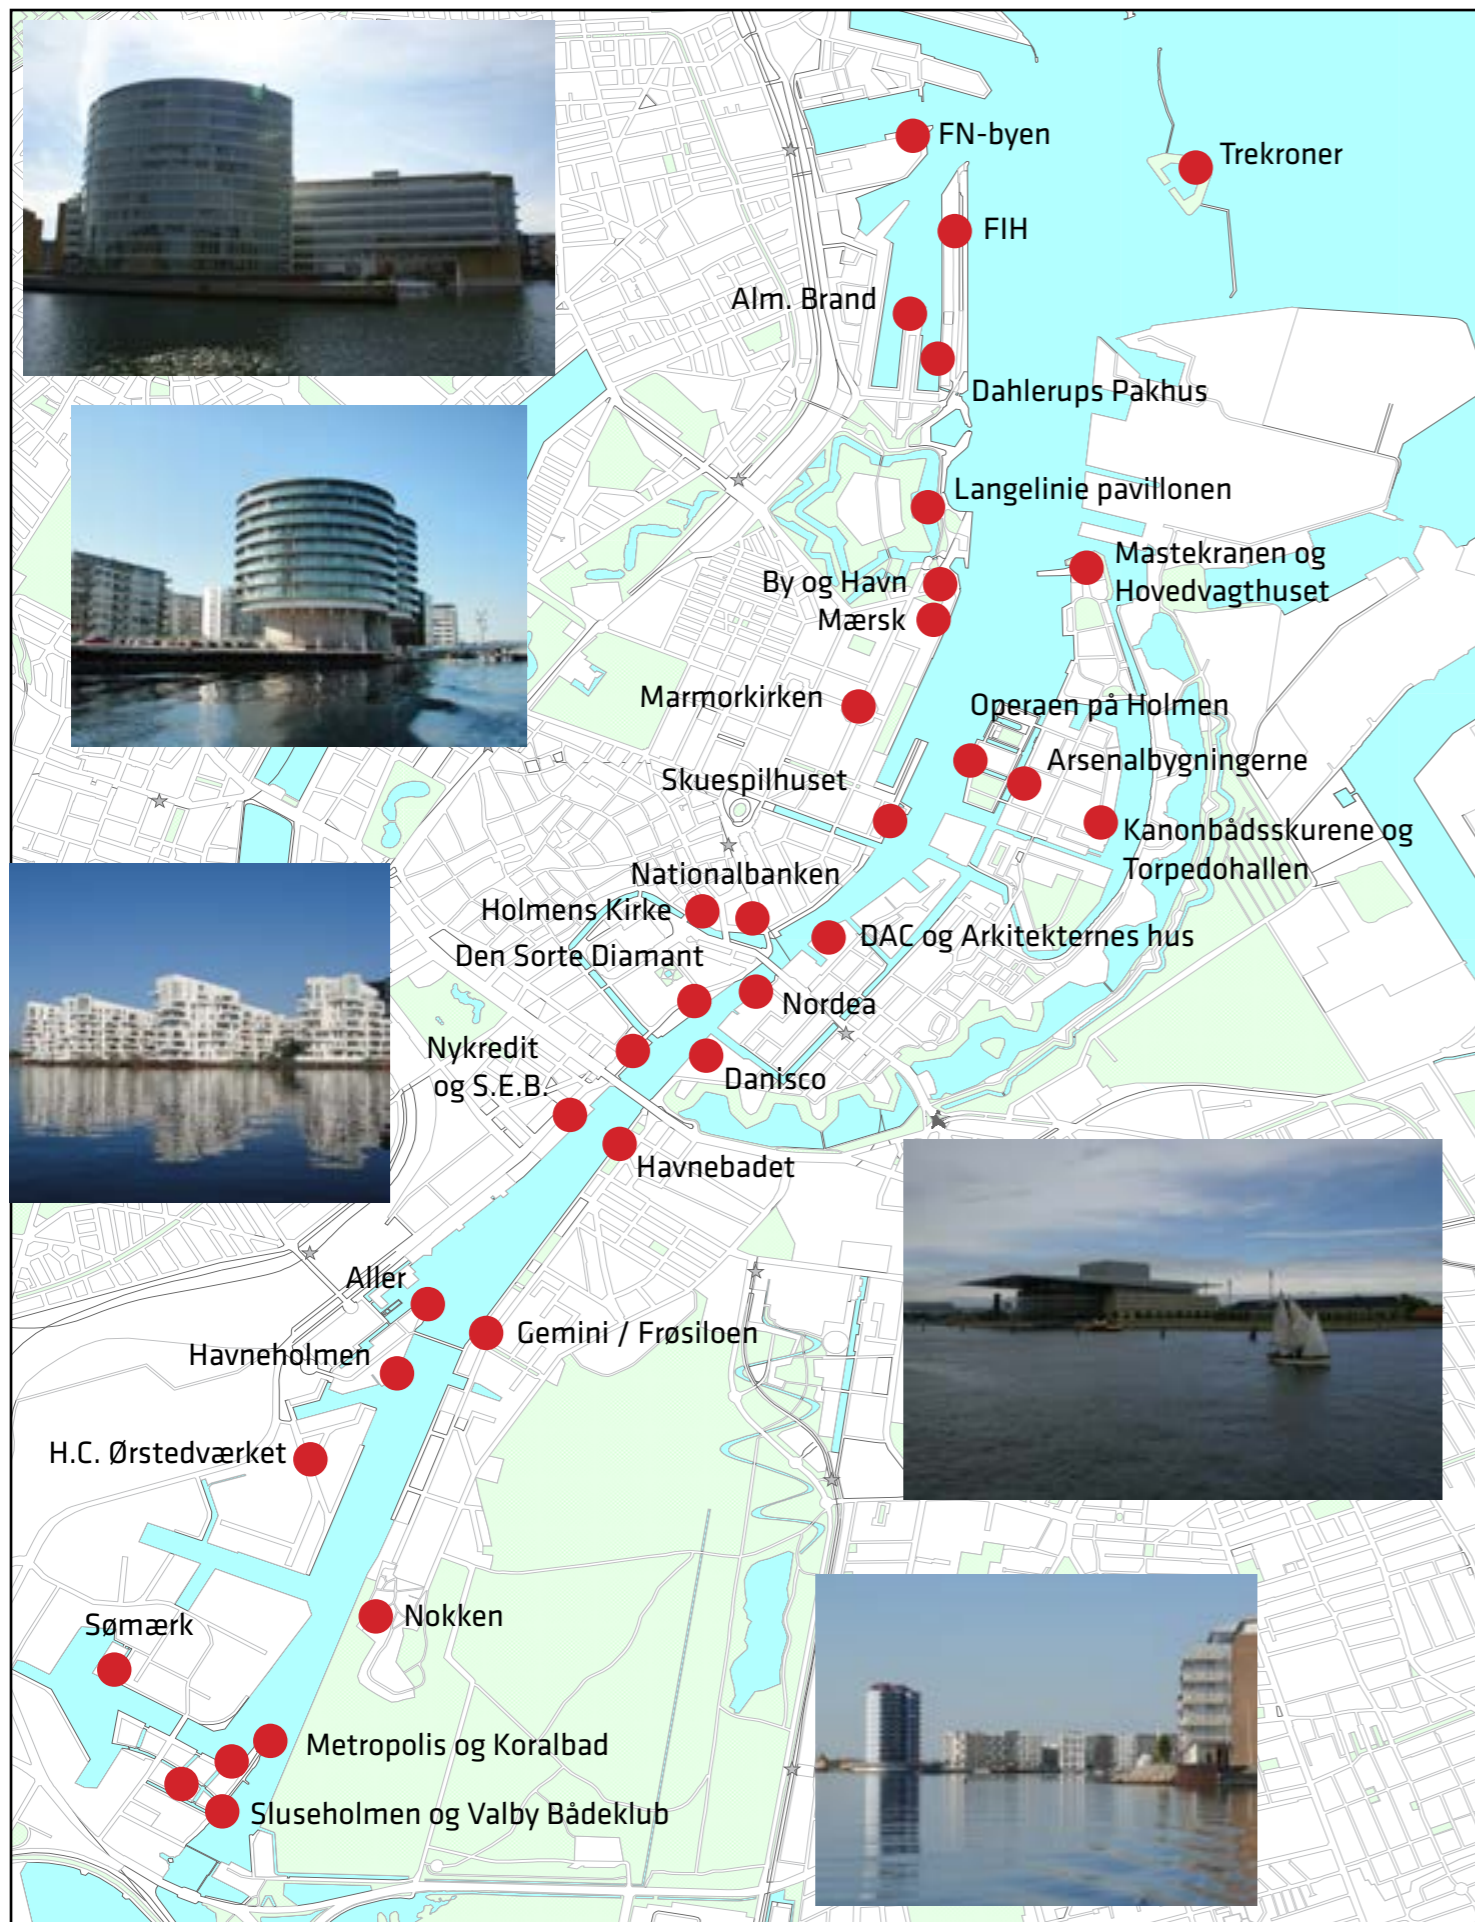 FN-byen
Trekroner
FIH
Alm. Brand
Dahlerups Pakhus
Langelinie pavillonen
Mastekranen og
Hovedvagthuset
By og Havn
Mærsk
Marmorkirken
Operaen på Holmen
Arsenalbygningerne
Skuespilhuset
Kanonbådsskurene og
Torpedohallen
Nationalbanken
Holmens Kirke
DAC og Arkitekternes hus
Den Sorte Diamant
Nordea
Nykredit
og S.E.B.
Danisco
Havnebadet
Aller
Gemini / Frøsiloen
Havneholmen
H.C. Ørstedværket
Nokken
Sømærk
Metropolis og Koralbad
Sluseholmen og Valby Bådeklub